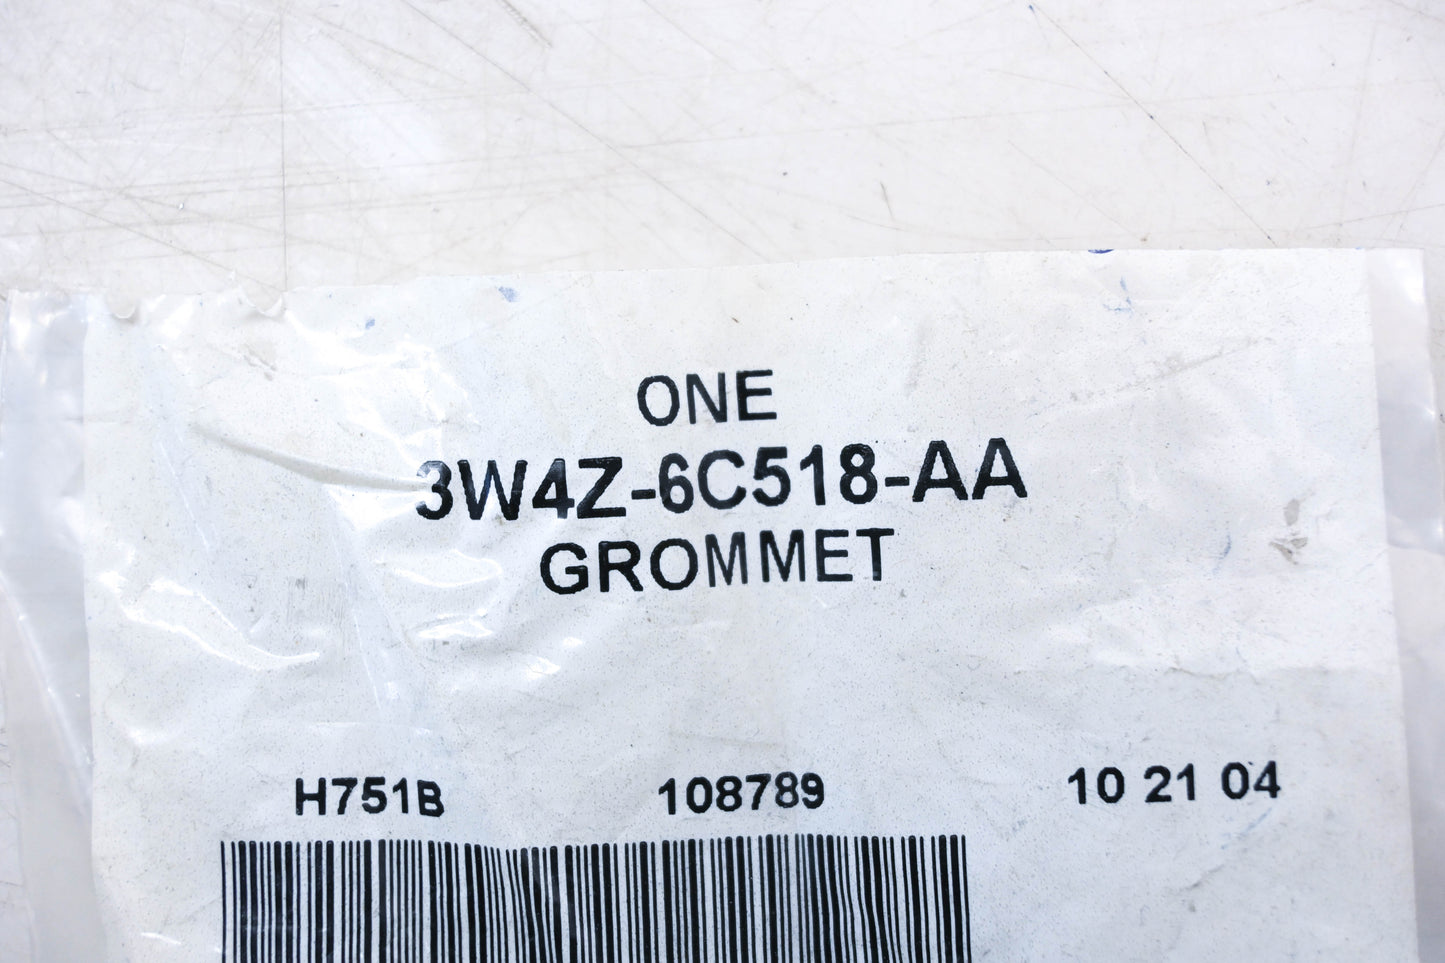 ONE
3W4Z-6C518-AA
GROMMET
H751B 108789 10 21 04